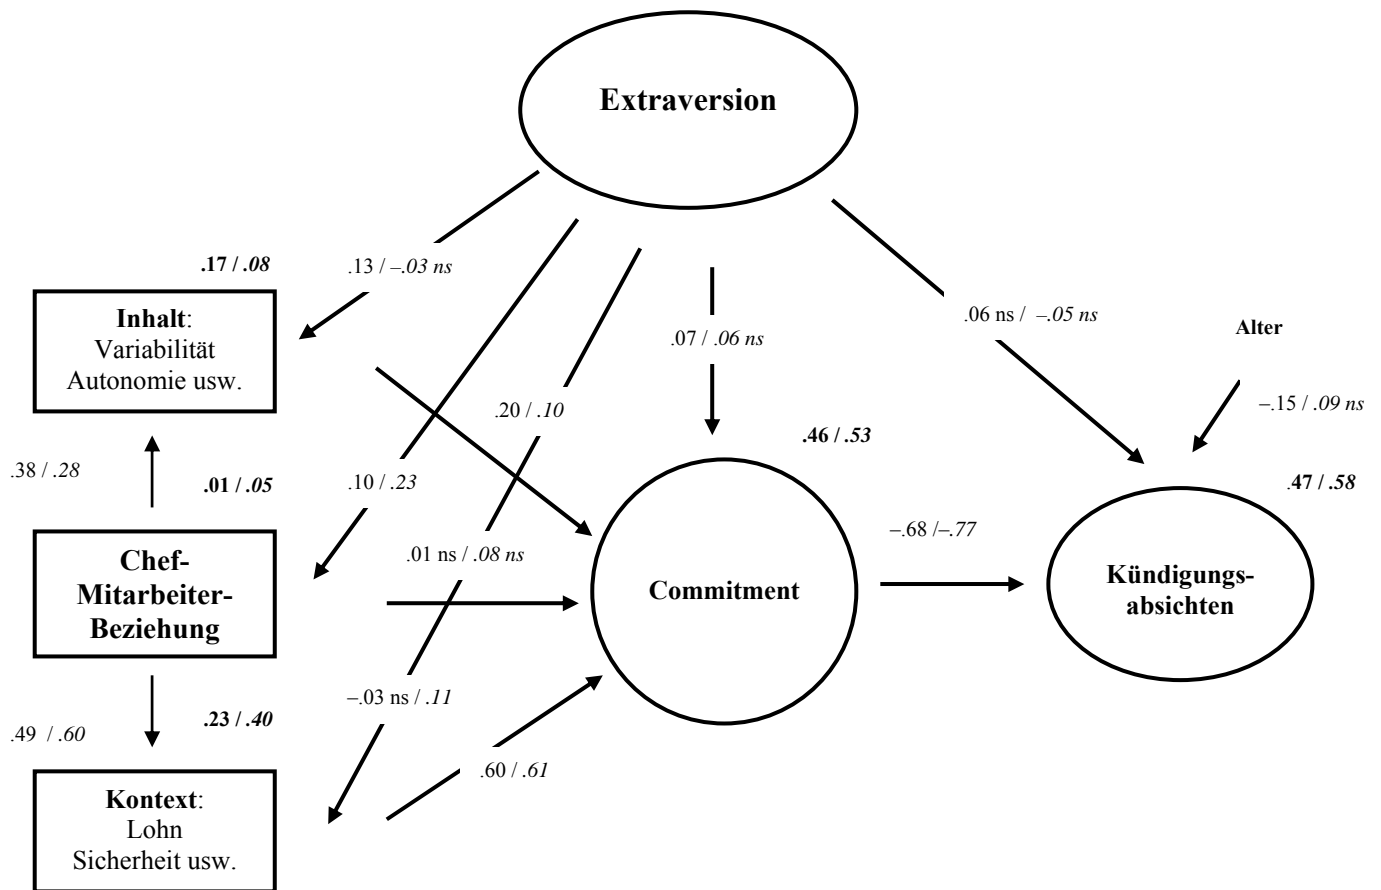 Extraversion
.17 / .08
.13 / –.03 ns
Inhalt:
Variabilität
Autonomie usw.
.07 / .06 ns
.06 ns / –.05 ns
Alter
–.15 / .09 ns
.20 / .10
.46 / .53
.38 / .28
.01 / .05
.10 / .23
.47 / .58
Chef-
Mitarbeiter-
Beziehung
.01 ns / .08 ns
Commitment
–.68 /–.77
Kündigungs-
absichten
.49 / .60
.23 / .40
–.03 ns / .11
.60 / .61
Kontext:
Lohn
Sicherheit usw.